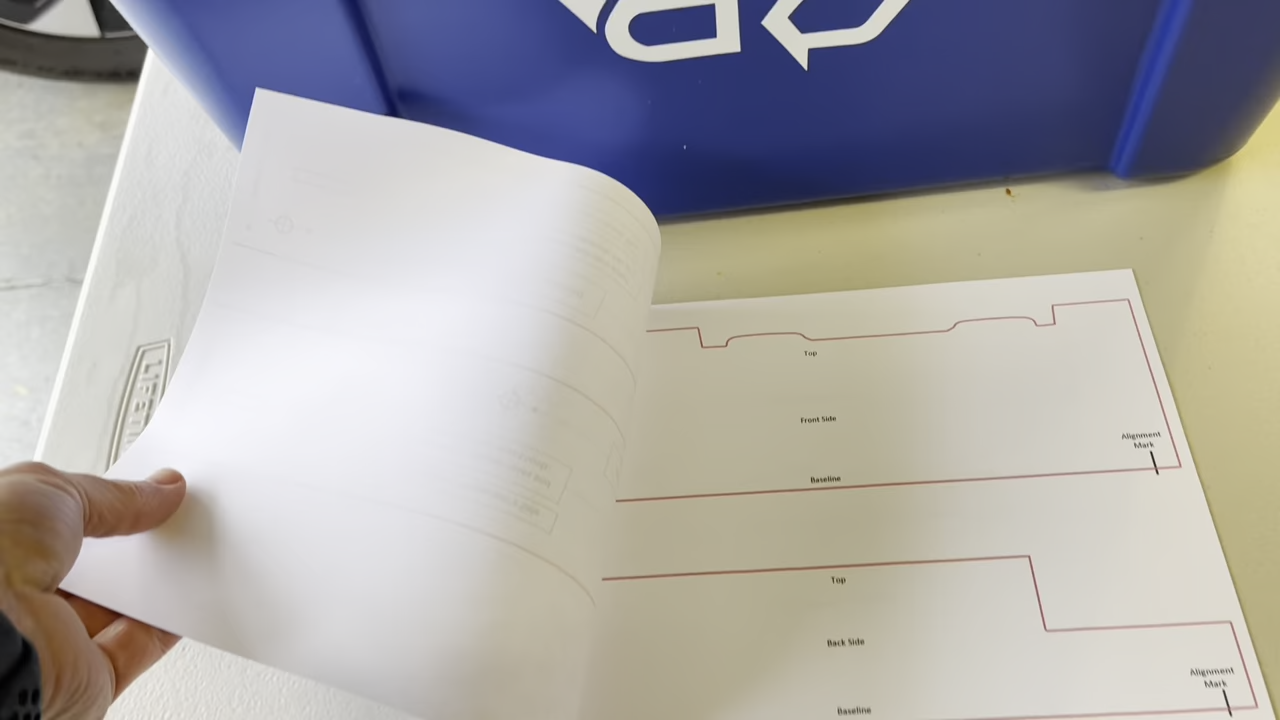 Top
Front Side
Alignment
Mark
Baseline
Top
Back Side
Alignment
Mark
Baseline